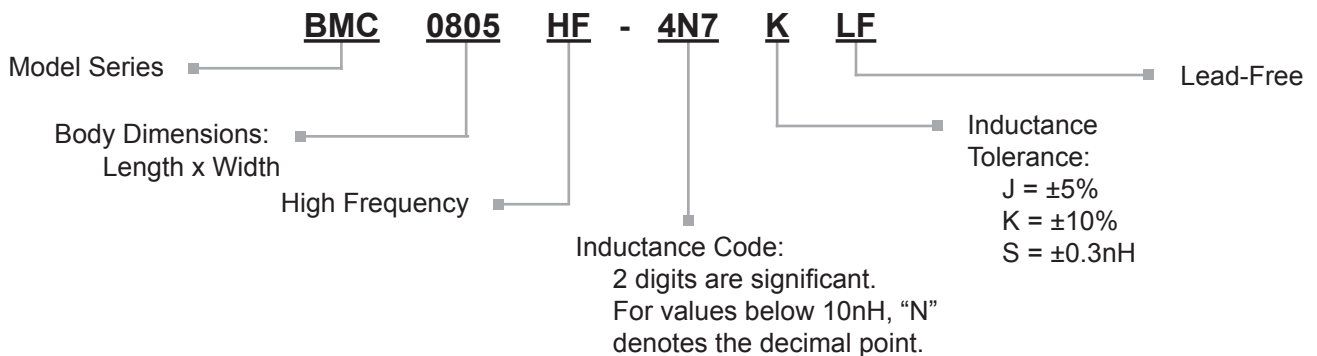 BMC 0805 HF - 4N7 K LF
Model Series
Lead-Free
Body Dimensions:
Length x Width
High Frequency
Inductance Code:
2 digits are significant.
For values below 10nH, “N”
denotes the decimal point.
Inductance
Tolerance:
J = ±5%
K = ±10%
S = ±0.3nH